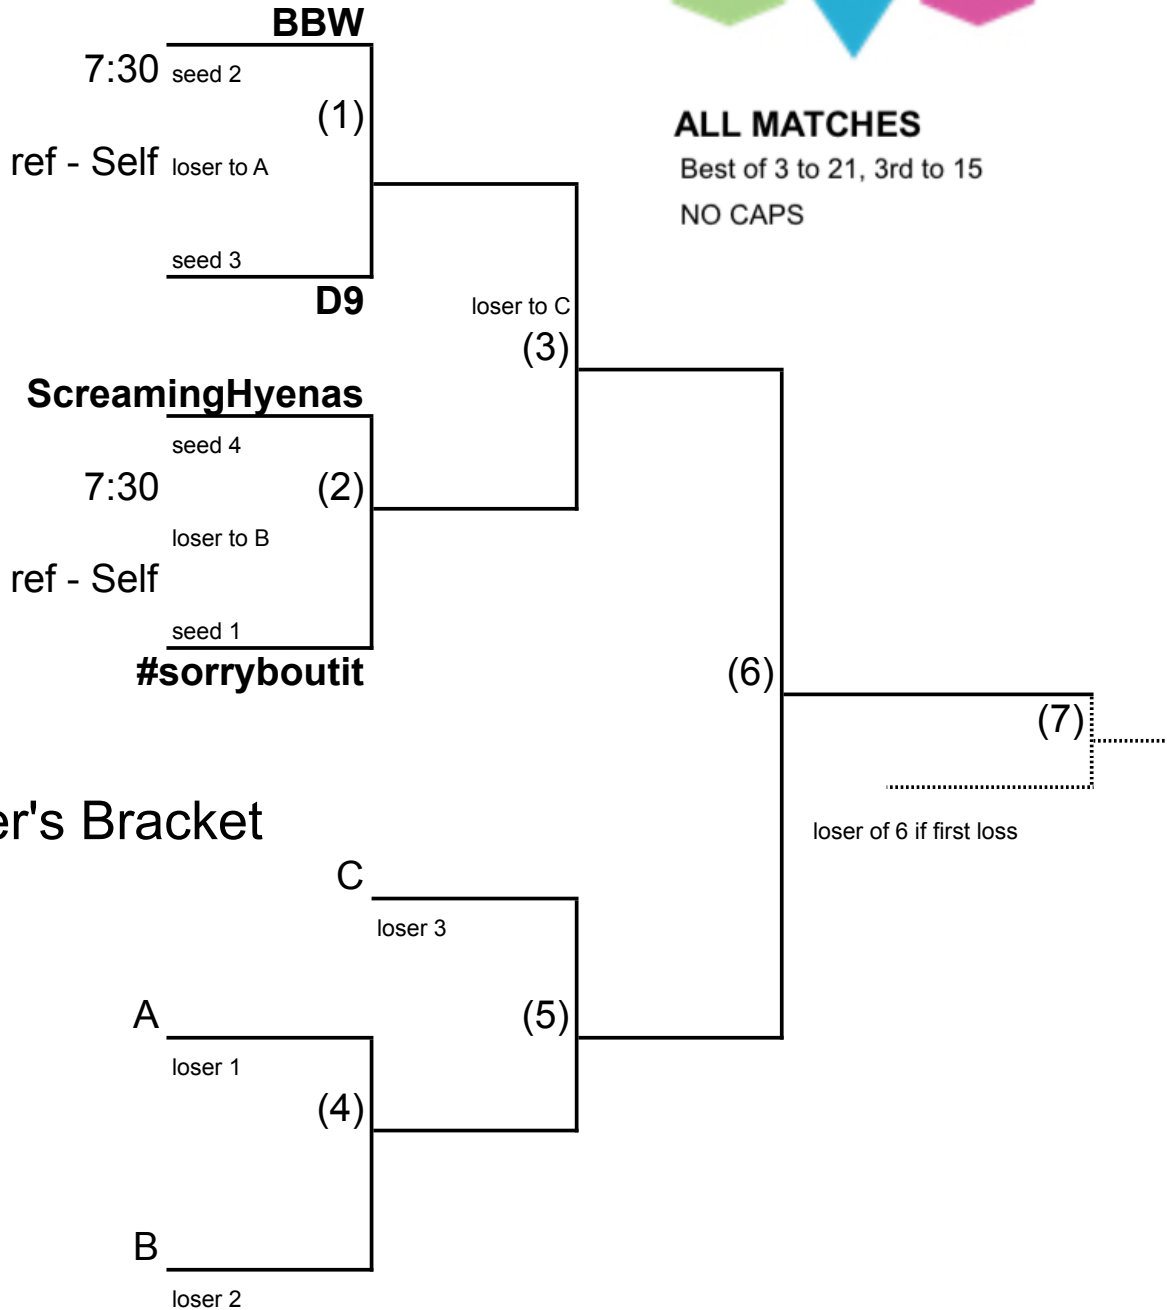 BBW
7:30 seed 2
(1)
ref - Self loser to A
seed 3
D9
ALL MATCHES
Best of 3 to 21, 3rd to 15
NO CAPS
loser to C
(3)
ScreamingHyenas
seed 4
7:30 (2)
loser to B
ref - Self
seed 1
#sorryboutit
(6)
(7)
loser of 6 if first loss
er's Bracket
C
loser 3
A
(5)
loser 1
(4)
B
loser 2